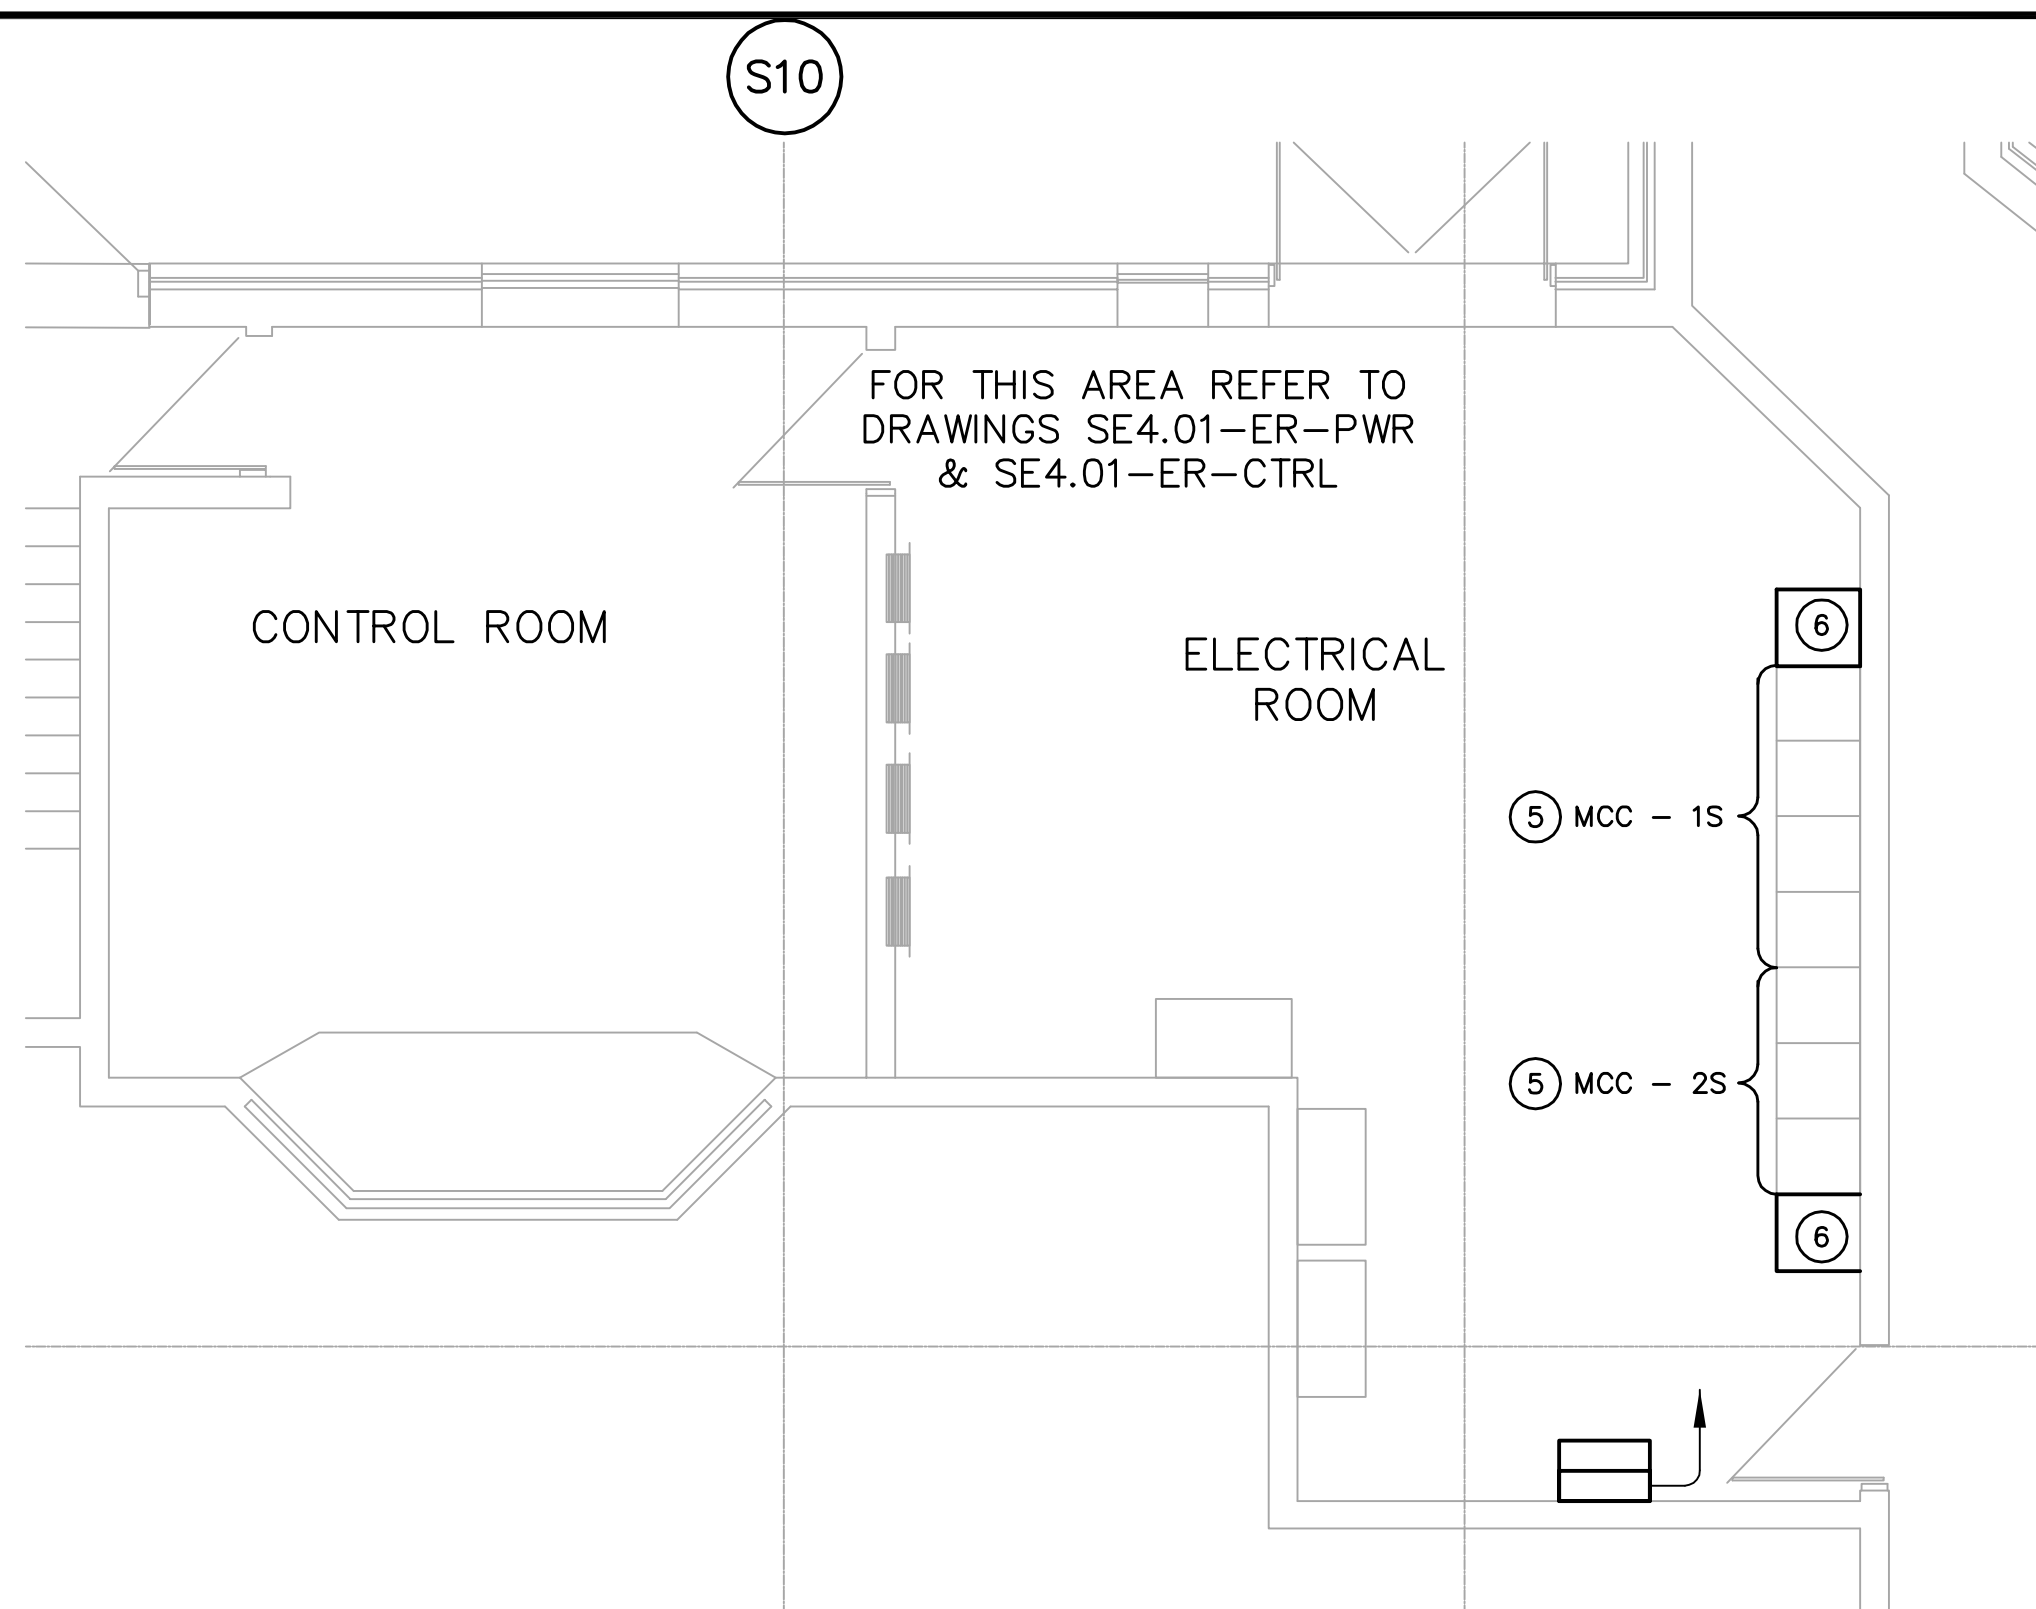 S10
FOR THIS AREA REFER TO
DRAWINGS SE4.01-ER-PWR
& SE4.01-ER-CTRL
CONTROL ROOM
ELECTRICAL
ROOM
6
5 MCC - 1S
5 MCC - 2S
6